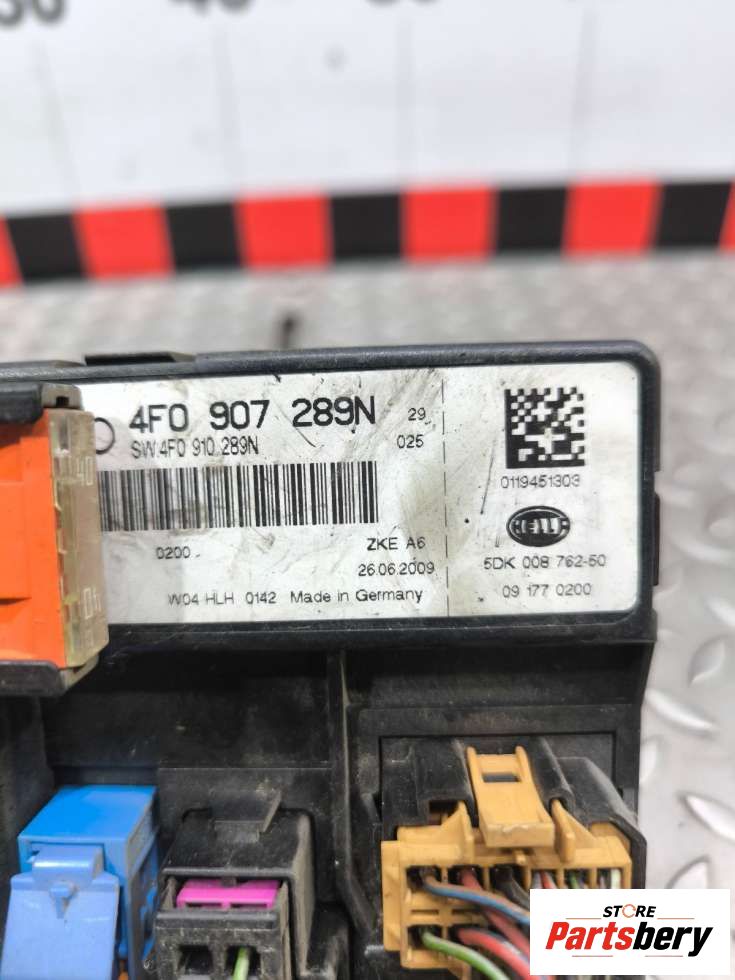 4F0 907 289N
29
SW.4F0 910 289N
025
0119451303
HELLA
0200
ZKE A6
26.06.2009
5DK 008 762-50
W04 HLH 0142 Made in Germany
09 177 0200
40
STORE
Partsbery